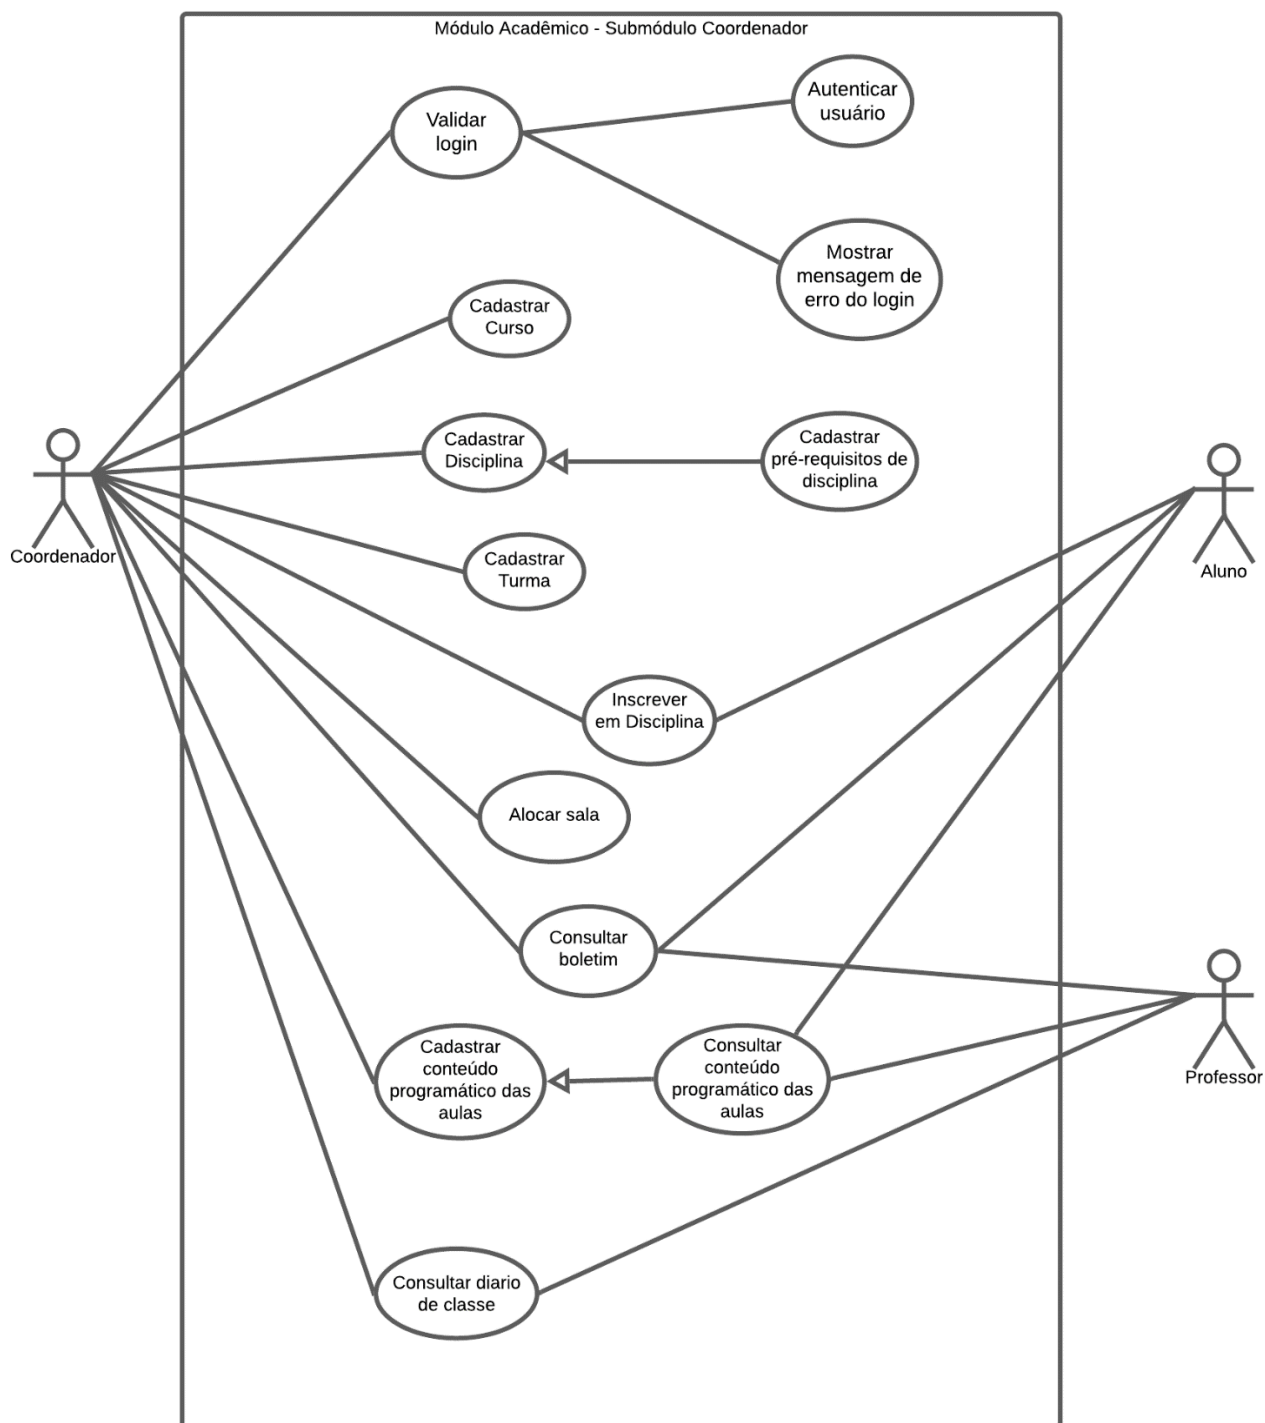 Módulo Acadêmico - Submódulo Coordenador
Validar
login
Autenticar
usuário
Mostrar
mensagem de
erro do login
Cadastrar
Curso
Cadastrar
Disciplina
Cadastrar
pré-requisitos de
disciplina
Coordenador
Cadastrar
Turma
Aluno
Inscrever
em Disciplina
Alocar sala
Consultar
boletim
Cadastrar
conteúdo
programático das
aulas
Consultar
conteúdo
programático das
aulas
Professor
Consultar diario
de classe